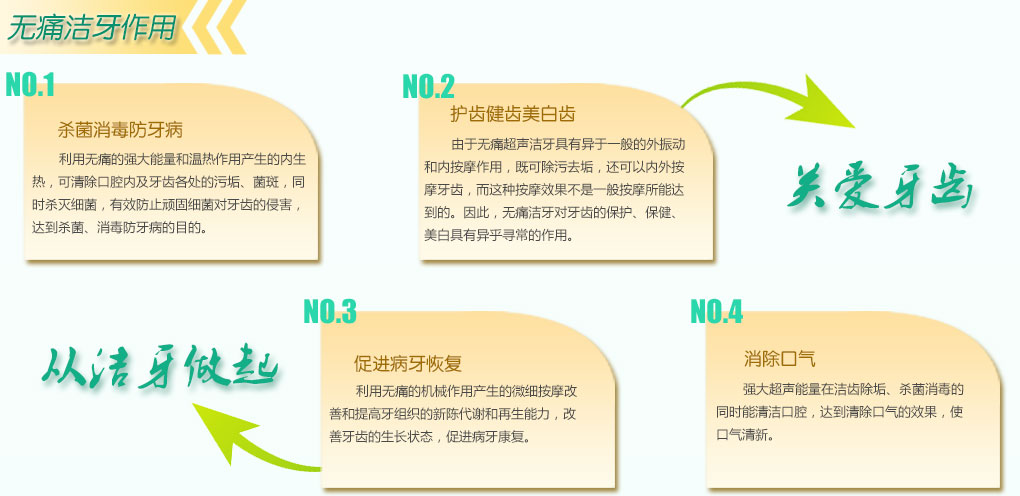 无痛洁牙作用
NO.1
杀菌消毒防牙病
利用无痛的强大能量和温热作用产生的内生
热，可清除口腔内及牙齿各处的污垢、菌斑，同
时杀灭细菌，有效防止顽固细菌对牙齿的侵害，
达到杀菌、消毒防牙病的目的。
NO.2
护齿健齿美白齿
由于无痛超声洁牙具有异于一般的外振动
和内按摩作用，既可除污去垢，还可以内外按
摩牙齿，而这种按摩效果不是一般按摩所能达
到的。因此，无痛洁牙对牙齿的保护、保健、
美白具有异乎寻常的作用。
关爱牙齿
从洁牙做起
NO.3
促进病牙恢复
利用无痛的机械作用产生的微细按摩改
善和提高牙组织的新陈代谢和再生能力，改
善牙齿的生长状态，促进病牙康复。
NO.4
消除口气
强大超声能量在洁齿除垢、杀菌消毒的
同时能清洁口腔，达到清除口气的效果，使
口气清新。